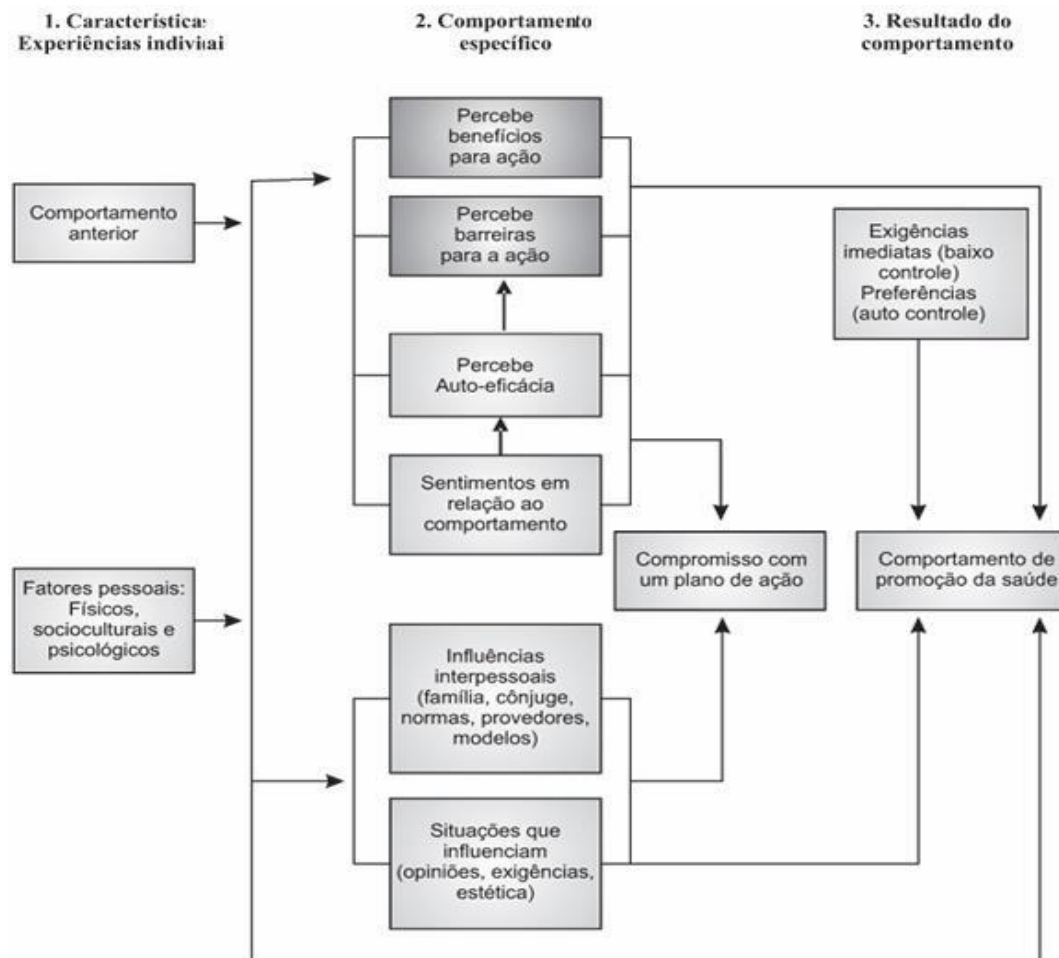 1. Característica:
Experiências individuai
2. Comportamento
específico
3. Resultado do
comportamento
Percebe
benefícios
para ação
Comportamento
anterior
Percebe
barreiras
para a ação
Exigências
imediatas (baixo
controle)
Preferências
(auto controle)
Percebe
Auto-eficácia
Sentimentos em
relação ao
comportamento
Compromisso com
um plano de ação
Comportamento de
promoção da saúde
Fatores pessoais:
Físicos,
socioculturais e
psicológicos
Influências
interpessoais
(família, cônjuge,
normas, provedores,
modelos)
Situações que
influenciam
(opiniões, exigências,
estética)